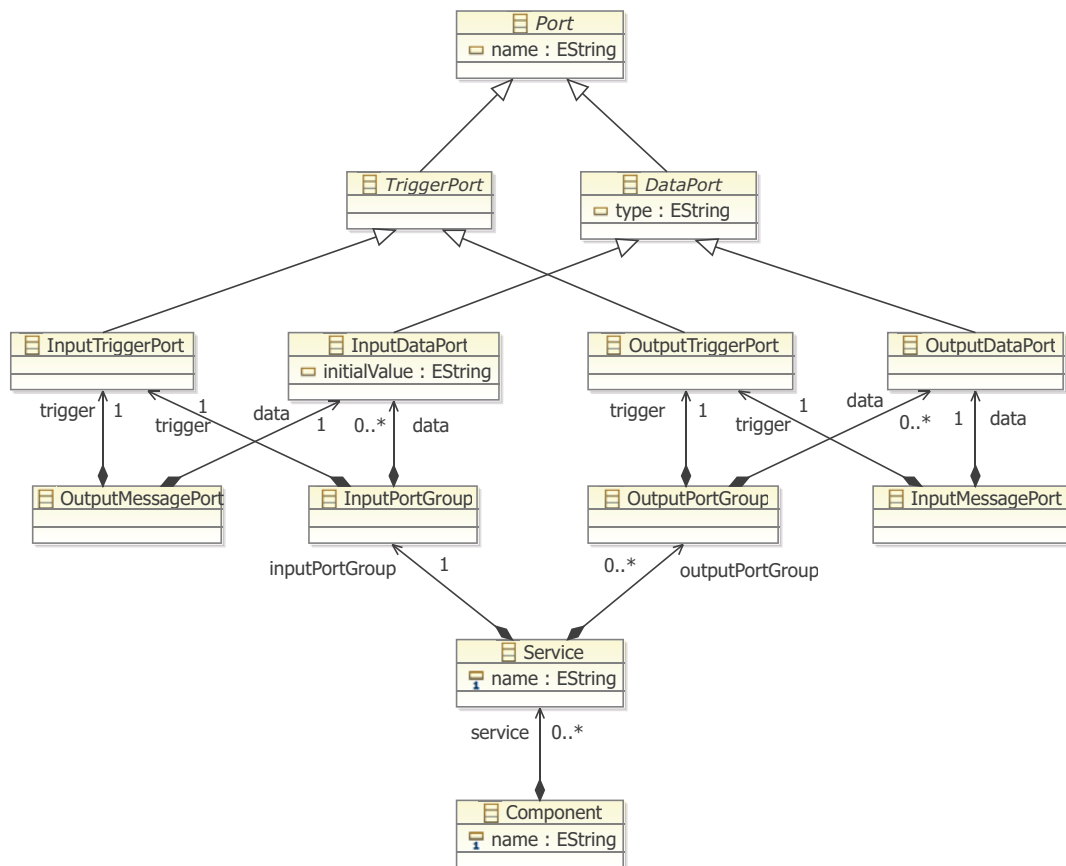 Port
name : EString
TriggerPort
DataPort
type : EString
InputTriggerPort
InputDataPort
initialValue : EString
OutputTriggerPort
OutputDataPort
trigger
1
1
trigger
data
1
0..*
data
trigger
1
1
trigger
data
0..*
1
data
OutputMessagePort
InputPortGroup
OutputPortGroup
InputMessagePort
inputPortGroup
1
0..*
outputPortGroup
Service
1
name : EString
service
0..*
Component
1
name : EString